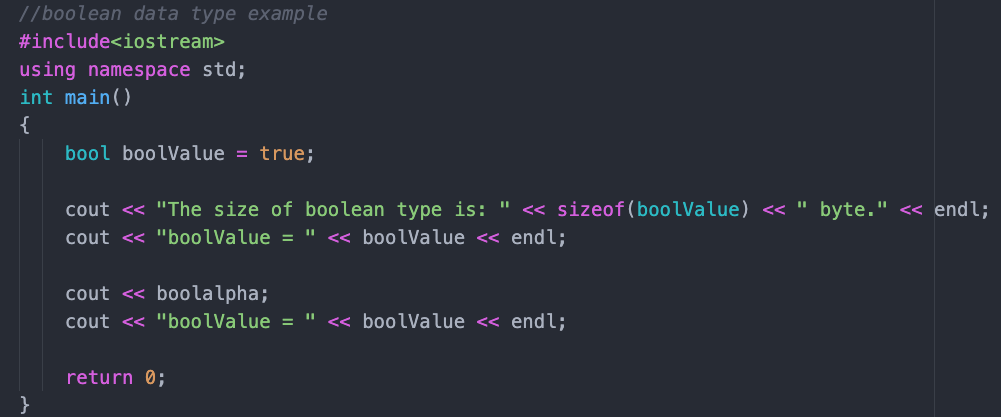 //boolean data type example
#include<iostream>
using namespace std;
int main()
{
    bool boolValue = true;

    cout << "The size of boolean type is: " << sizeof(boolValue) << " byte." << endl;
    cout << "boolValue = " << boolValue << endl;

    cout << boolalpha;
    cout << "boolValue = " << boolValue << endl;

    return 0;
}